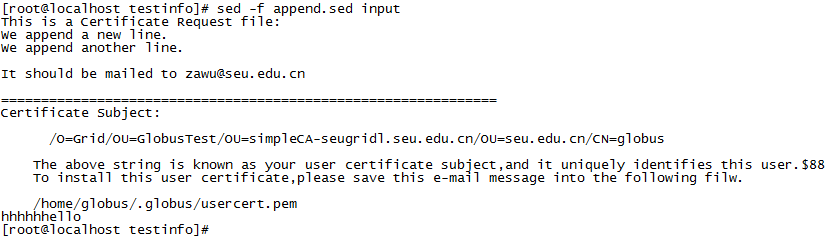 [root@localhost testinfo]# sed -f append.sed input
This is a Certificate Request file:
We append a new line.
We append another line.
It should be mailed to zawu@seu.edu.cn
==============================================================
Certificate Subject:
/O=Grid/OU=GlobusTest/OU=simpleCA-seugridl.seu.edu.cn/OU=seu.edu.cn/CN=globus
The above string is known as your user certificate subject,and it uniquely identifies this user.$88
To install this user certificate,please save this e-mail message into the following filw.
/home/globus/.globus/usercert.pem
hhhhhhhello
[root@localhost testinfo]#